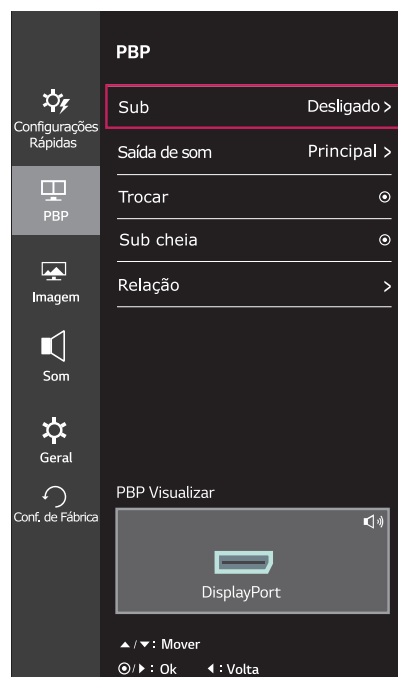 PBP
Configurações
Rápidas
PBP
Imagem
Som
Geral
Conf. de Fábrica
Sub Desligado >
Saída de som Principal >
Trocar
Sub cheia
Relação >
PBP Visualizar
DisplayPort
▲/▼: Mover
◉/▶: Ok ◀: Volta